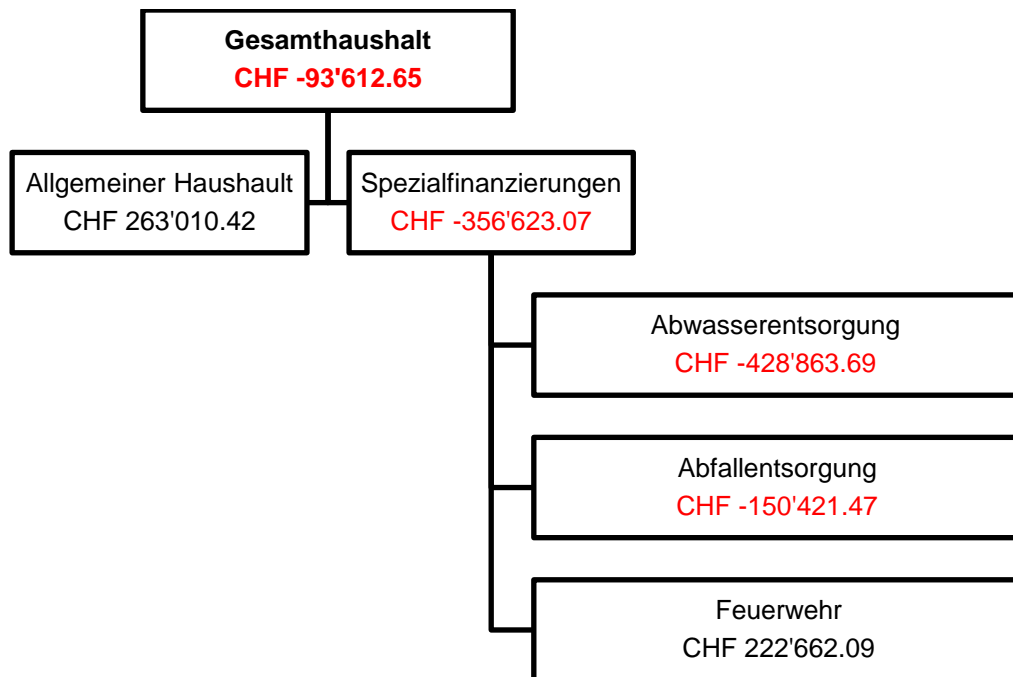 Gesamthaushalt
CHF -93'612.65
Allgemeiner Haushault
CHF 263'010.42
Spezialfinanzierungen
CHF -356'623.07
Abwasserentsorgung
CHF -428'863.69
Abfallentsorgung
CHF -150'421.47
Feuerwehr
CHF 222'662.09